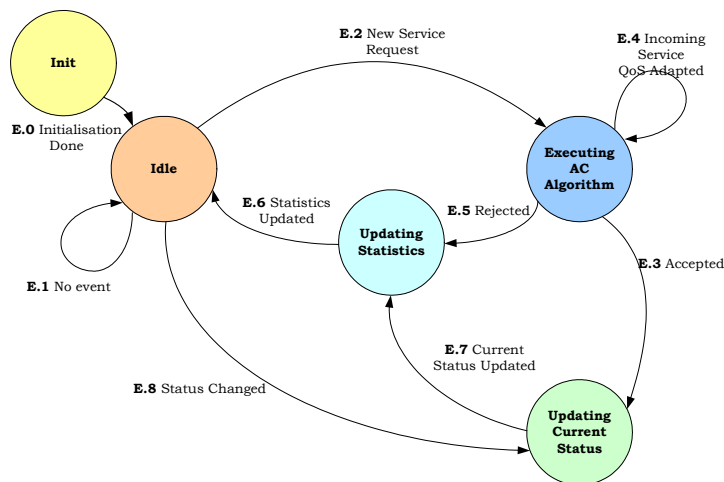 Init
E.0 Initialisation
Done
Idle
E.1 No event
E.2 New Service
Request
E.4 Incoming
Service
QoS Adapted
Executing
AC
Algorithm
E.6 Statistics
Updated
E.5 Rejected
Updating
Statistics
E.3 Accepted
E.7 Current
Status Updated
E.8 Status Changed
Updating
Current
Status